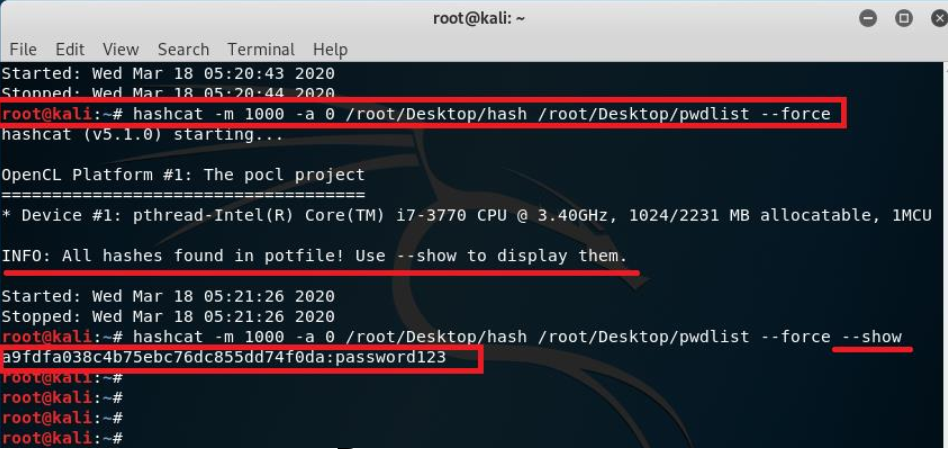 root@kali: ~
File Edit View Search Terminal Help
Started: Wed Mar 18 05:20:43 2020
Stopped: Wed Mar 18 05:20:44 2020
root@kali:~# hashcat -m 1000 -a 0 /root/Desktop/hash /root/Desktop/pwdlist --force
hashcat (v5.1.0) starting...
OpenCL Platform #1: The pocl project
====================================
* Device #1: pthread-Intel(R) Core(TM) i7-3770 CPU @ 3.40GHz, 1024/2231 MB allocatable, 1MCU
INFO: All hashes found in potfile! Use --show to display them.
Started: Wed Mar 18 05:21:26 2020
Stopped: Wed Mar 18 05:21:26 2020
root@kali:~# hashcat -m 1000 -a 0 /root/Desktop/hash /root/Desktop/pwdlist --force --show
a9fdfa038c4b75ebc76dc855dd74f0da:password123
root@kali:~#
root@kali:~#
root@kali:~#
root@kali:~#